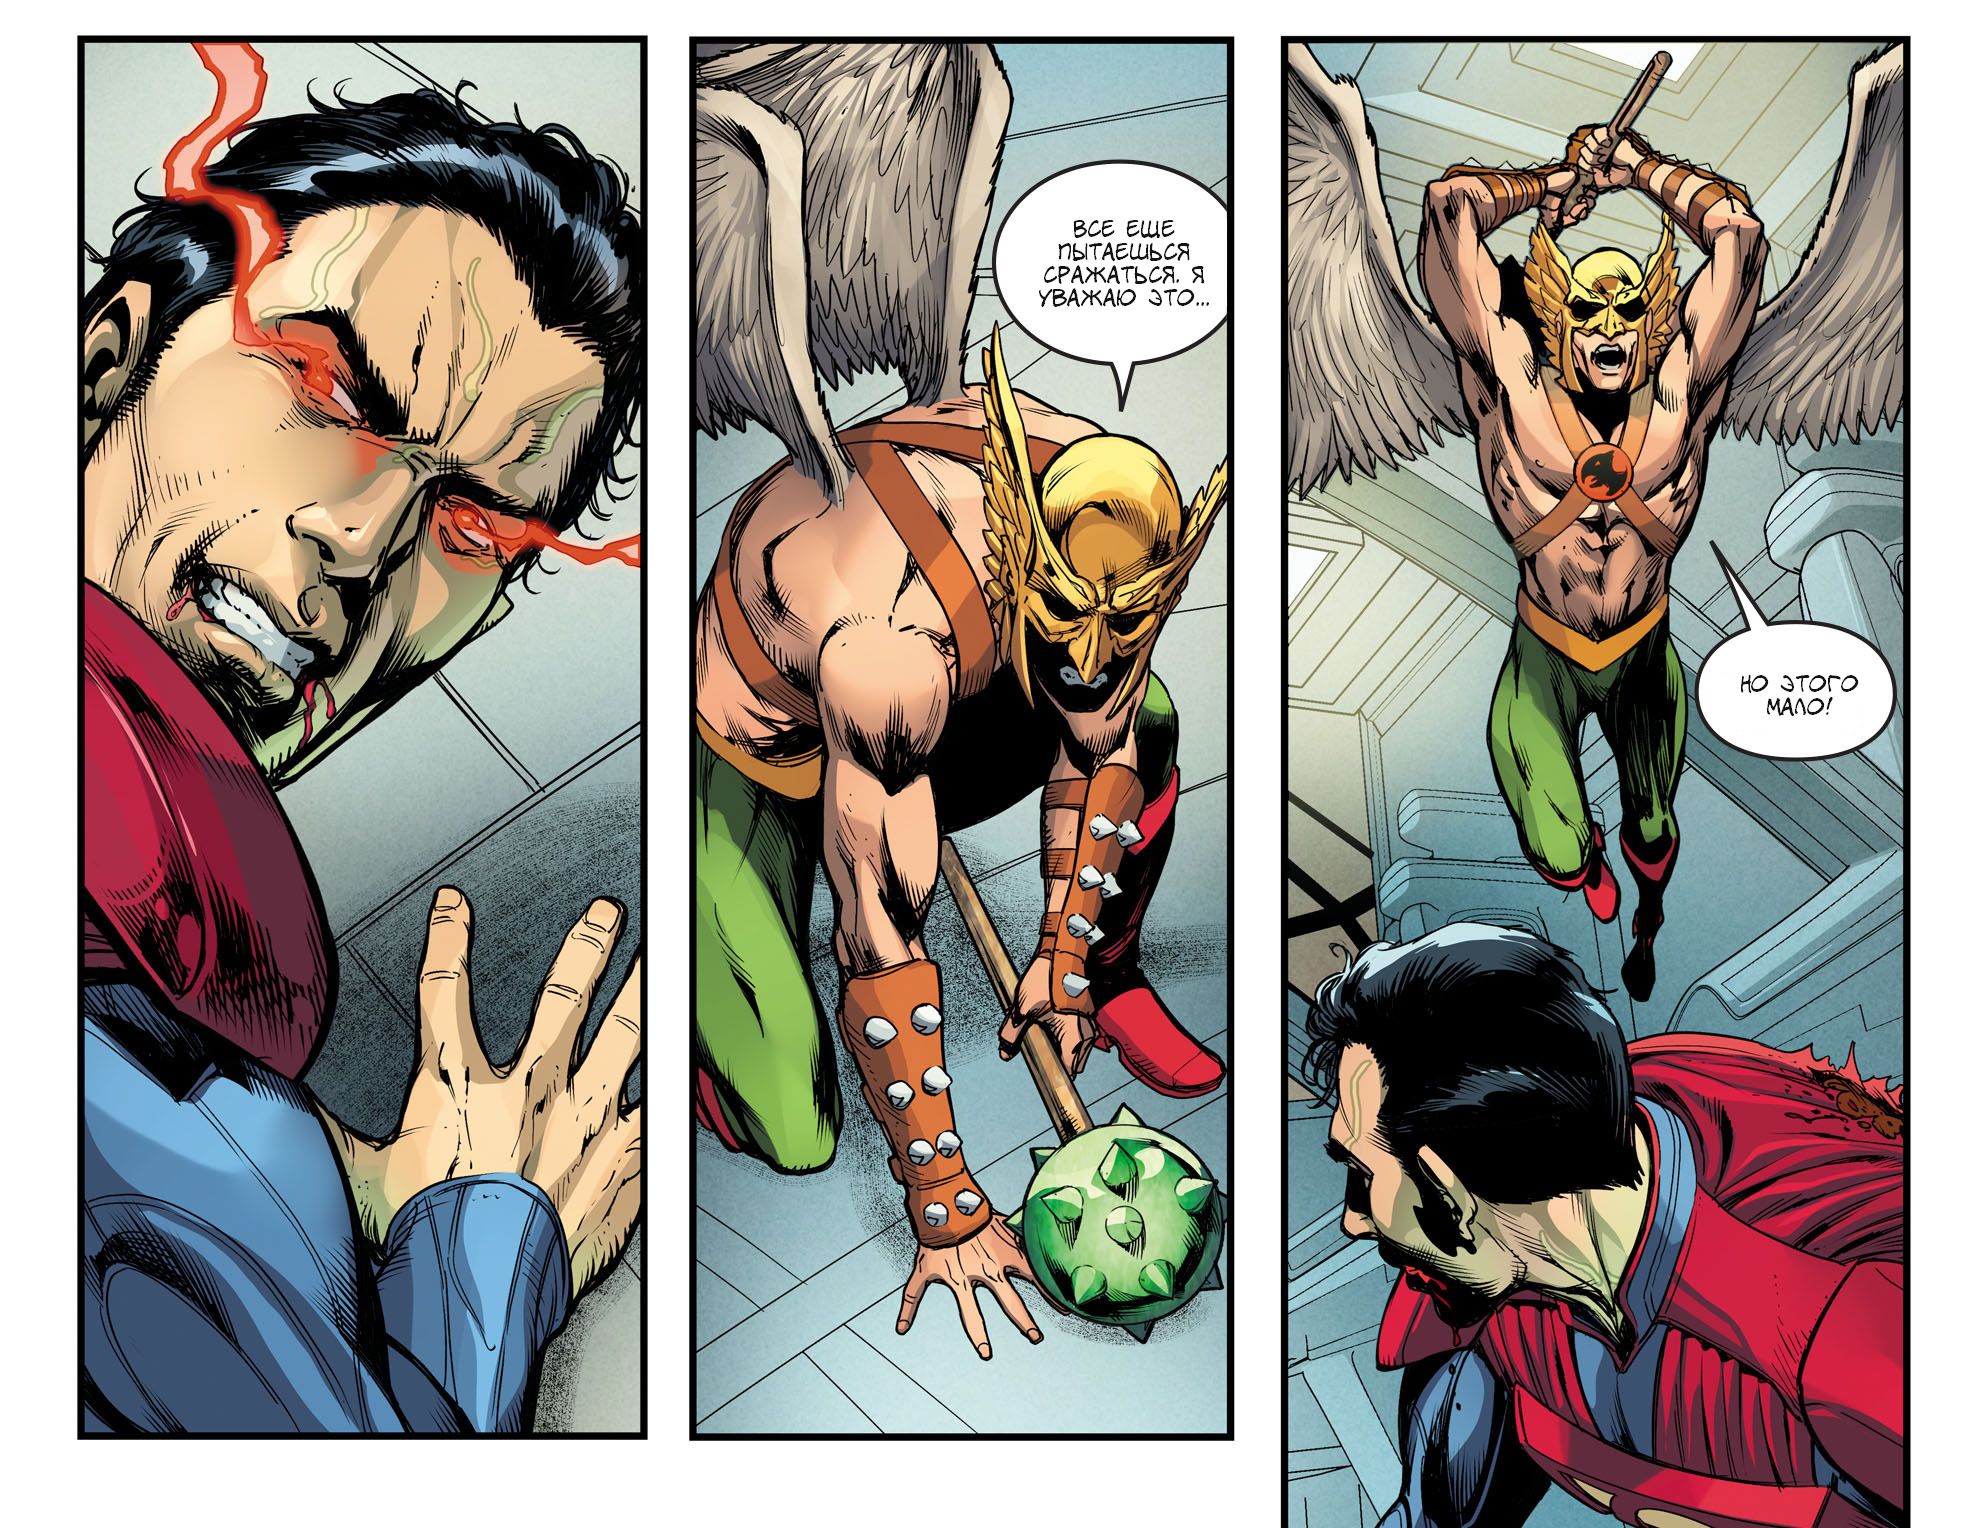 ВСЕ ЕЩЕ
ПЫТАЕШЬСЯ
СРАЖАТЬСЯ. Я
УВАЖАЮ ЭТО...
НО ЭТОГО
МАЛО!